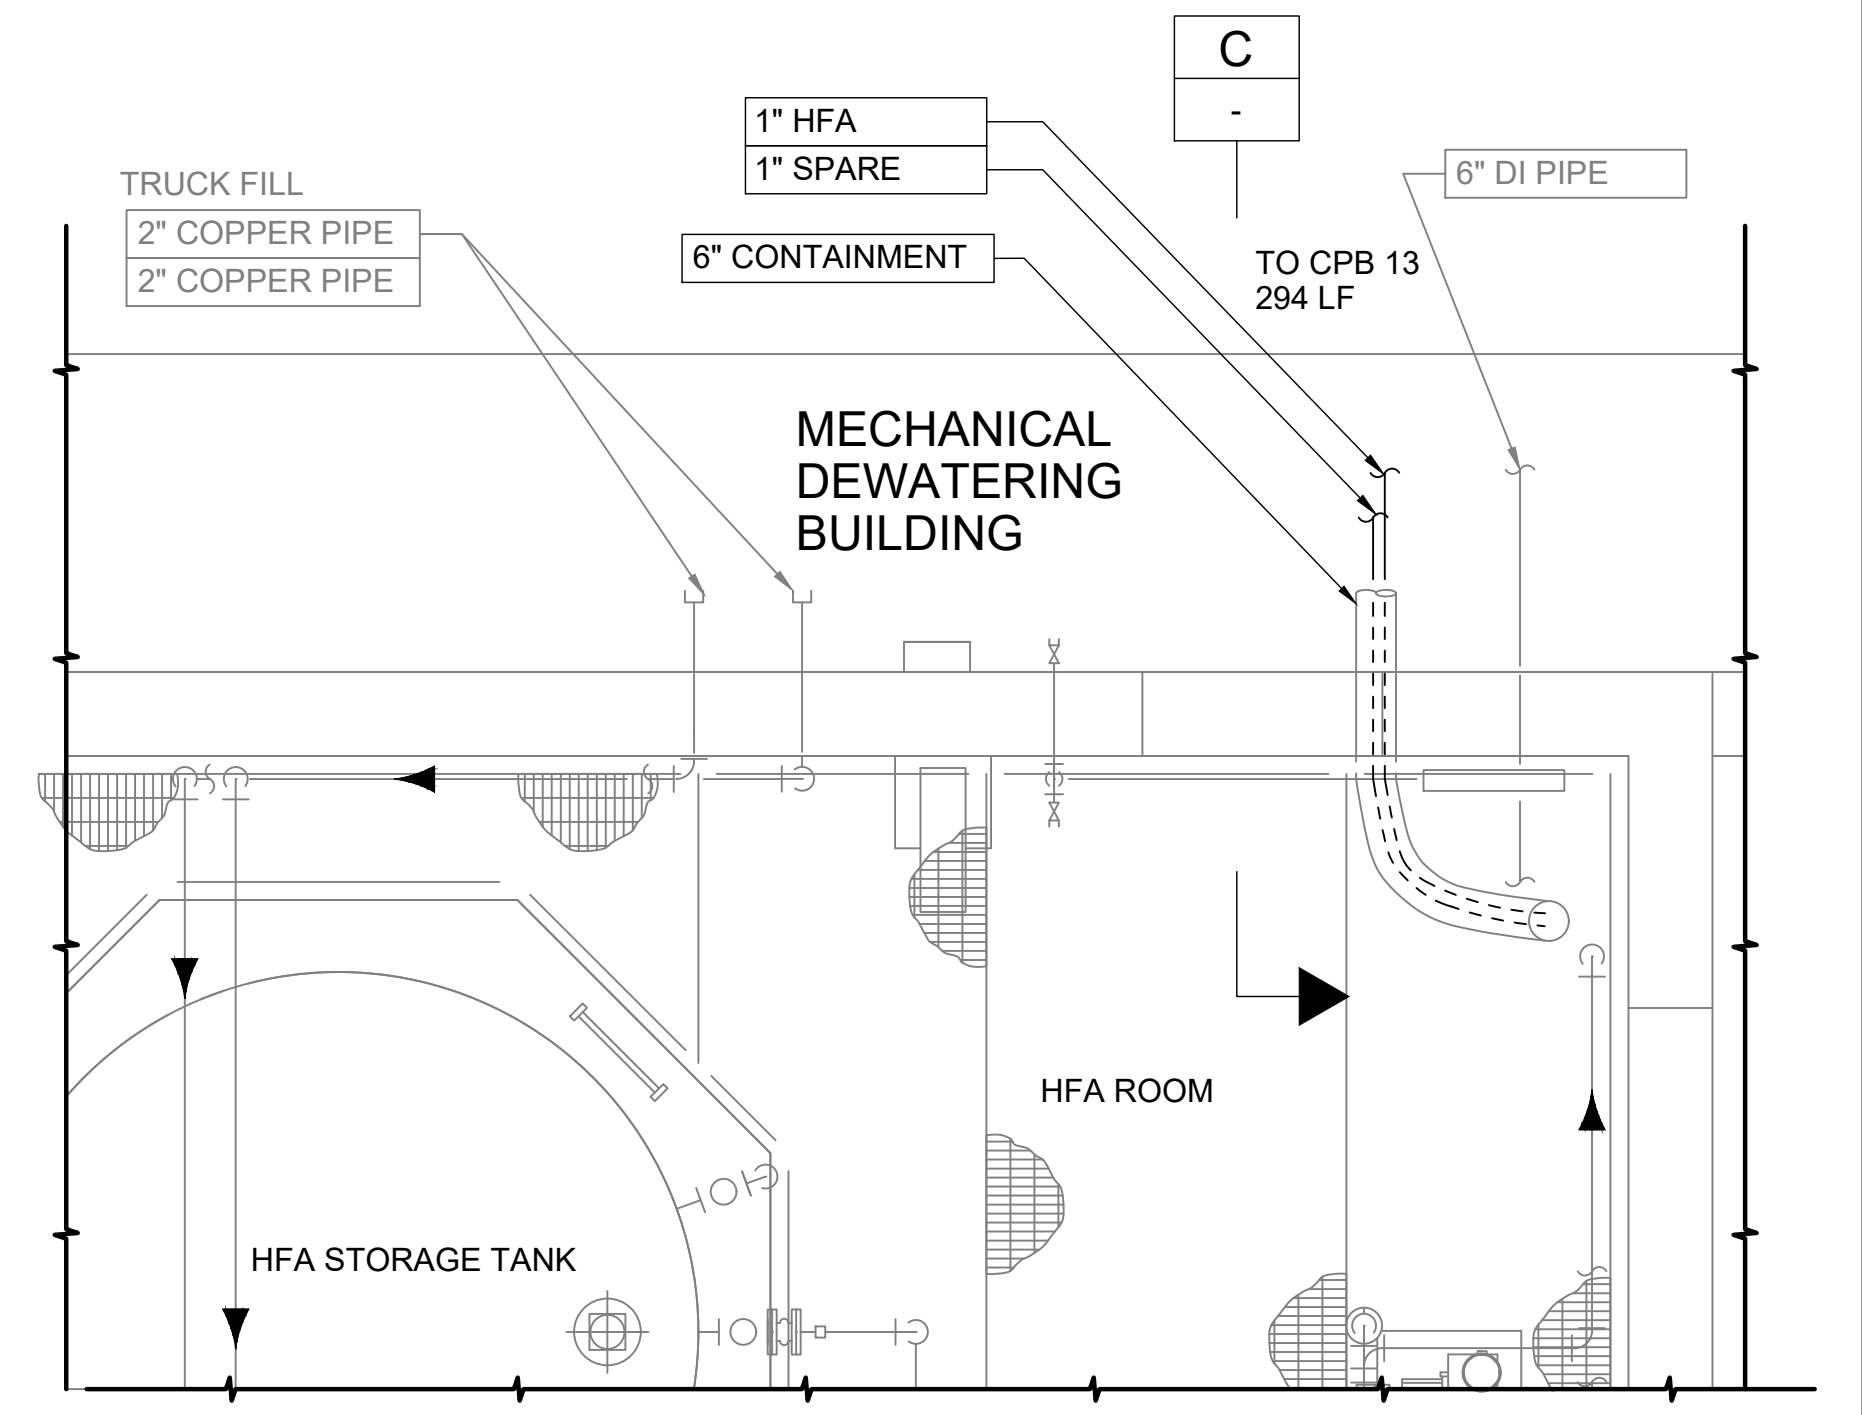 C
-
1" HFA
1" SPARE
6" DI PIPE
TRUCK FILL
2" COPPER PIPE
2" COPPER PIPE
6" CONTAINMENT
TO CPB 13
294 LF
MECHANICAL
DEWATERING
BUILDING
HFA ROOM
HFA STORAGE TANK